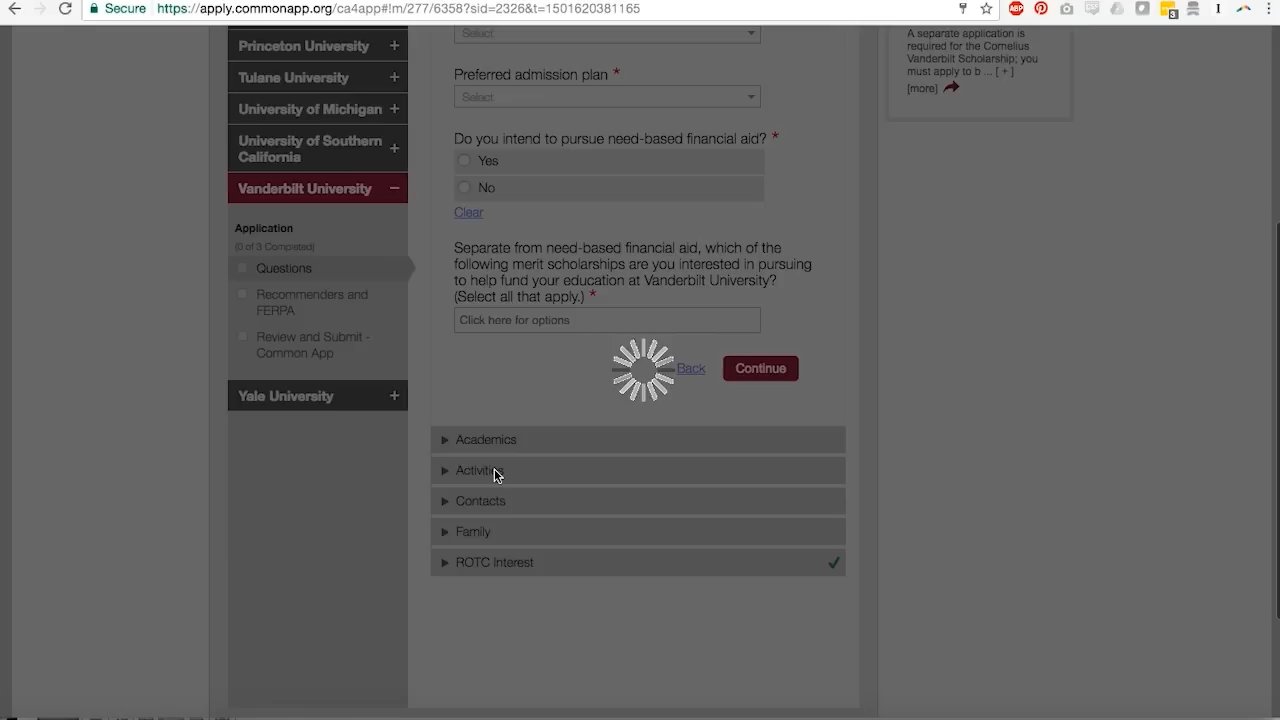 Secure https://apply.commonapp.org/ca4app#!m/277/6358?sid=2326&t=1501620381165
ABP
3
Princeton University +
Tulane University +
University of Michigan +
University of Southern
California +
Vanderbilt University −
Application
(0 of 3 Completed)
Questions
Recommenders and
FERPA
Review and Submit -
Common App
Yale University +
Select
Preferred admission plan *
Select
Do you intend to pursue need-based financial aid? *
Yes
No
Clear
Separate from need-based financial aid, which of the
following merit scholarships are you interested in pursuing
to help fund your education at Vanderbilt University?
(Select all that apply.) *
Click here for options
Back
Continue
Academics
Activities
Contacts
Family
ROTC Interest
A separate application is
required for the Cornelius
Vanderbilt Scholarship; you
must apply to b ... [ + ]
[more]